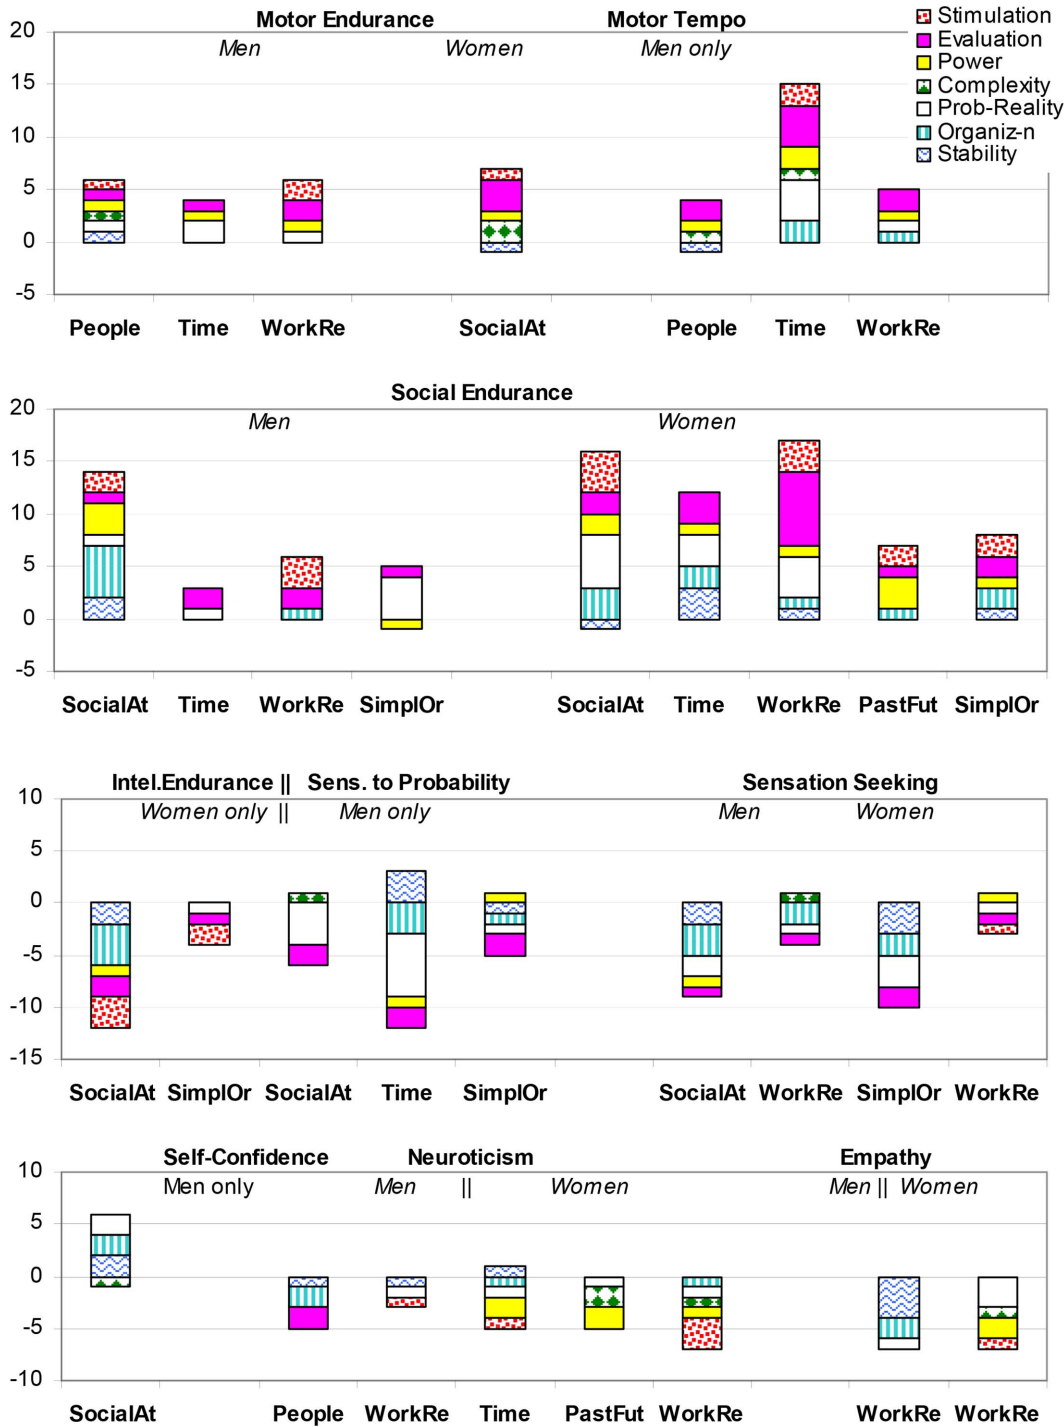 Motor Endurance Motor Tempo
Men Women Men only
Stimulation
Evaluation
Power
Complexity
Prob-Reality
Organiz-n
Stability
20
15
10
5
0
-5
People Time WorkRe SocialAt People Time WorkRe
Social Endurance
Men Women
20
15
10
5
0
-5
SocialAt Time WorkRe SimplOr SocialAt Time WorkRe PastFut SimplOr
Intel.Endurance || Sens. to Probability Sensation Seeking
Women only || Men only Men Women
10
5
0
-5
-10
-15
SocialAt SimplOr SocialAt Time SimplOr SocialAt WorkRe SimplOr WorkRe
Self-Confidence Neuroticism Empathy
Men only Men || Women Men || Women
10
5
0
-5
-10
SocialAt People WorkRe Time PastFut WorkRe WorkRe WorkRe